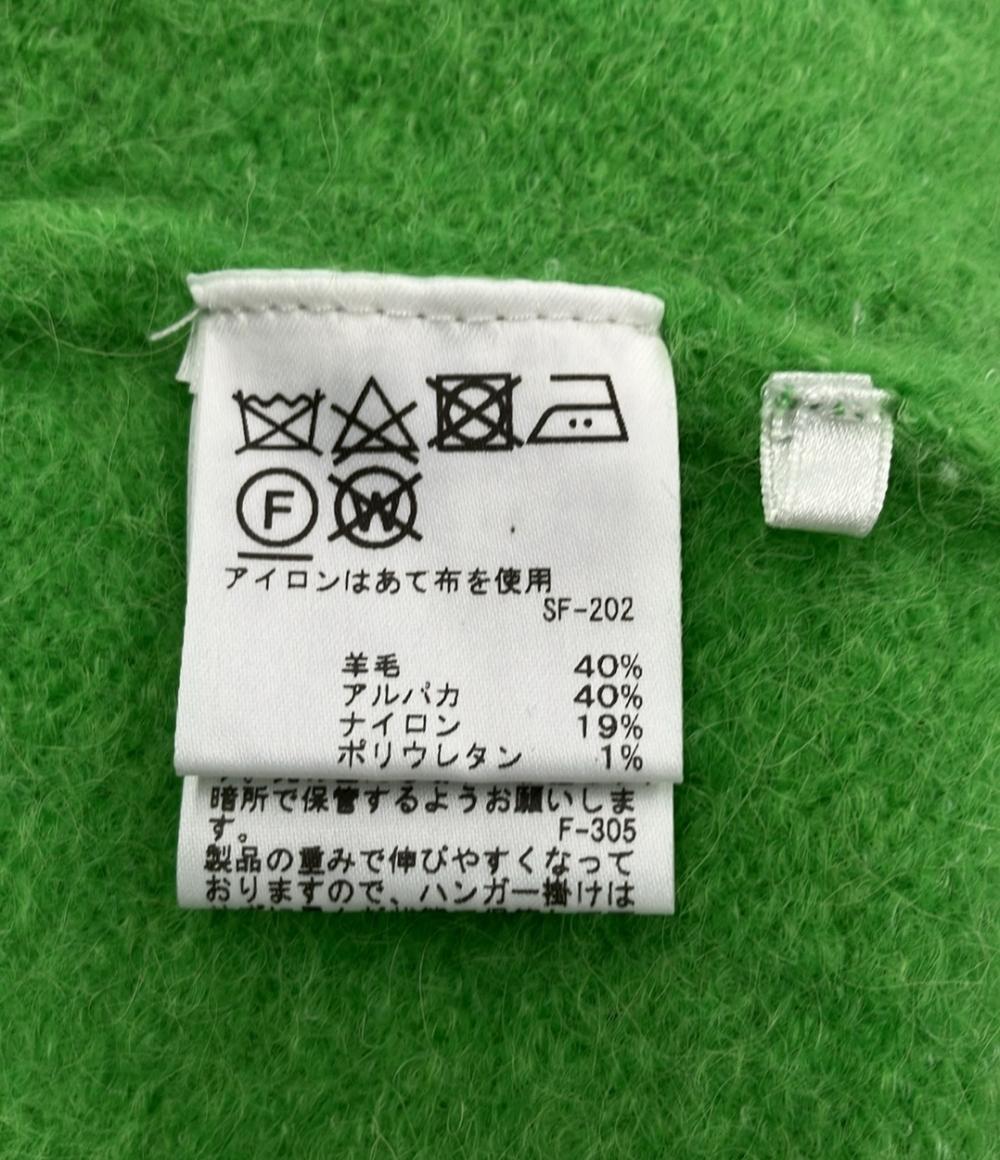 F W
アイロンはあて布を使用
SF-202
羊毛 40%
アルパカ 40%
ナイロン 19%
ポリウレタン 1%
暗所で保管するようお願いしま
す。 F-305
製品の重みで伸びやすくなって
おりますので、ハンガー掛けは